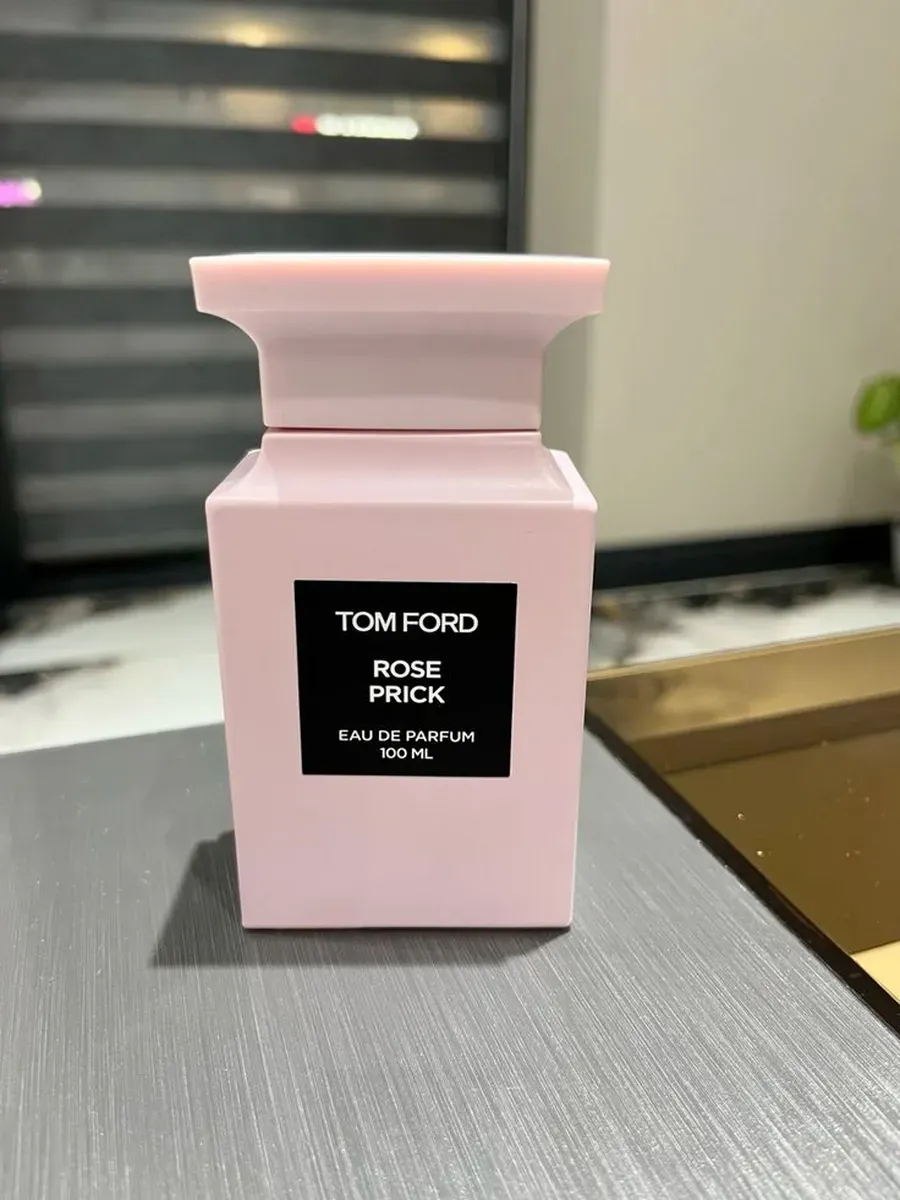 TOM FORD
ROSE
PRICK
EAU DE PARFUM
100 ML